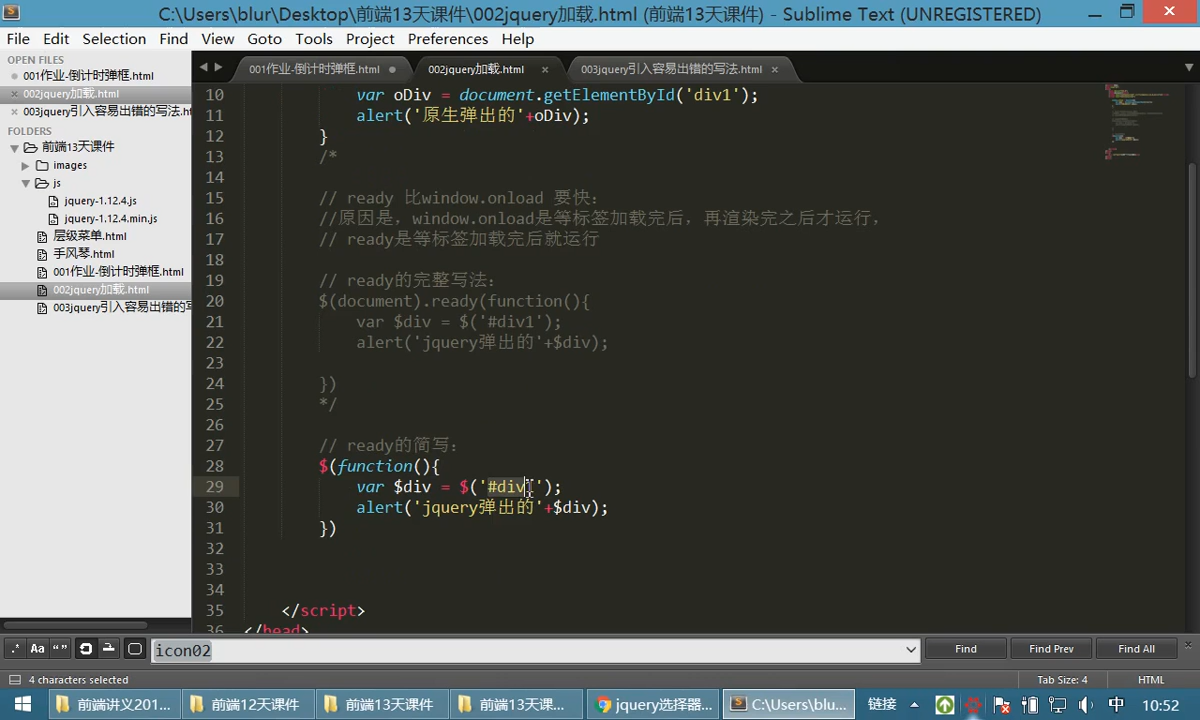 C:\Users\blur\Desktop\前端13天课件\002jquery加载.html (前端13天课件) - Sublime Text (UNREGISTERED)
File Edit Selection Find View Goto Tools Project Preferences Help
OPEN FILES
001作业-倒计时弹框.html
002jquery加载.html
003jquery引入容易出错的写法.ht
FOLDERS
前端13天课件
images
js
jquery-1.12.4.js
jquery-1.12.4.min.js
层级菜单.html
手风琴.html
001作业-倒计时弹框.html
002jquery加载.html
003jquery引入容易出错的写
001作业-倒计时弹框.html 002jquery加载.html 003jquery引入容易出错的写法.html
10 var oDiv = document.getElementById('div1');
11 alert('原生弹出的'+oDiv);
12 }
13 /*
14
15 // ready 比window.onload 要快:
16 //原因是，window.onload是等标签加载完后，再渲染完之后才运行，
17 // ready是等标签加载完后就运行
18
19 // ready的完整写法:
20 $(document).ready(function(){
21 var $div = $('#div1');
22 alert('jquery弹出的'+$div);
23
24 })
25 */
26
27 // ready的简写:
28 $(function(){
29 var $div = $('#div ');
30 alert('jquery弹出的'+$div);
31 })
32
33
34
35 </script>
36 </head>
.* Aa “” icon02 Find Find Prev Find All
4 characters selected Tab Size: 4 HTML
前端讲义201... 前端12天课件 前端13天课件 前端13天课... jquery选择器... C:\Users\blu... 链接 中 10:52